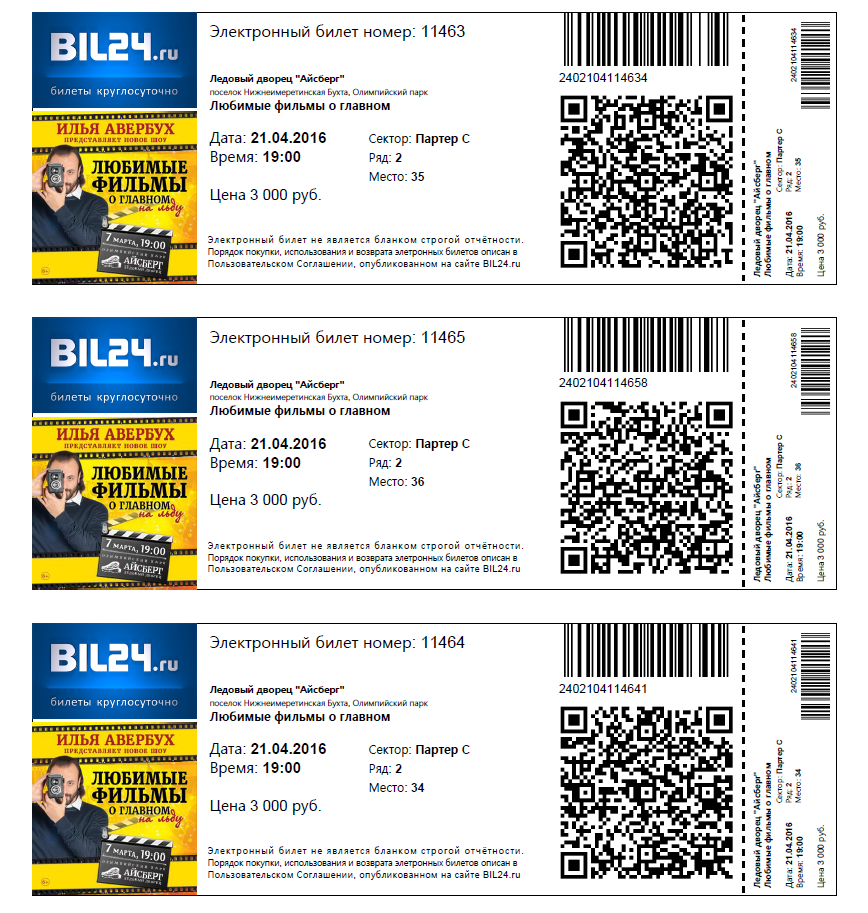 BIL24.ru
билеты круглосуточно
ИЛЬЯ АВЕРБУХ
ПРЕДСТАВЛЯЕТ НОВОЕ ШОУ
ЛЮБИМЫЕ
ФИЛЬМЫ
О ГЛАВНОМ
на льду
7 МАРТА, 19:00
ОЛИМПИЙСКИЙ ПАРК
АЙСБЕРГ
ЛЕДОВЫЙ ДВОРЕЦ
0+
Электронный билет номер: 11463
Ледовый дворец "Айсберг"
поселок Нижнеимеретинская Бухта, Олимпийский парк
Любимые фильмы о главном
Дата: 21.04.2016
Время: 19:00
Цена 3 000 руб.
Сектор: Партер С
Ряд: 2
Место: 35
Электронный билет не является бланком строгой отчётности.
Порядок покупки, использования и возврата элетронных билетов описан в
Пользовательском Соглашении, опубликованном на сайте BIL24.ru
2402104114634
Ледовый дворец "Айсберг"
Любимые фильмы о главном
Сектор: Партер С
Ряд: 2
Место: 35
Дата: 21.04.2016
Время: 19:00
Цена 3 000 руб.
2402104114634
BIL24.ru
билеты круглосуточно
ИЛЬЯ АВЕРБУХ
ПРЕДСТАВЛЯЕТ НОВОЕ ШОУ
ЛЮБИМЫЕ
ФИЛЬМЫ
О ГЛАВНОМ
на льду
7 МАРТА, 19:00
ОЛИМПИЙСКИЙ ПАРК
АЙСБЕРГ
ЛЕДОВЫЙ ДВОРЕЦ
0+
Электронный билет номер: 11465
Ледовый дворец "Айсберг"
поселок Нижнеимеретинская Бухта, Олимпийский парк
Любимые фильмы о главном
Дата: 21.04.2016
Время: 19:00
Цена 3 000 руб.
Сектор: Партер С
Ряд: 2
Место: 36
Электронный билет не является бланком строгой отчётности.
Порядок покупки, использования и возврата элетронных билетов описан в
Пользовательском Соглашении, опубликованном на сайте BIL24.ru
2402104114658
Ледовый дворец "Айсберг"
Любимые фильмы о главном
Сектор: Партер С
Ряд: 2
Место: 36
Дата: 21.04.2016
Время: 19:00
Цена 3 000 руб.
2402104114658
BIL24.ru
билеты круглосуточно
ИЛЬЯ АВЕРБУХ
ПРЕДСТАВЛЯЕТ НОВОЕ ШОУ
ЛЮБИМЫЕ
ФИЛЬМЫ
О ГЛАВНОМ
на льду
7 МАРТА, 19:00
ОЛИМПИЙСКИЙ ПАРК
АЙСБЕРГ
ЛЕДОВЫЙ ДВОРЕЦ
0+
Электронный билет номер: 11464
Ледовый дворец "Айсберг"
поселок Нижнеимеретинская Бухта, Олимпийский парк
Любимые фильмы о главном
Дата: 21.04.2016
Время: 19:00
Цена 3 000 руб.
Сектор: Партер С
Ряд: 2
Место: 34
Электронный билет не является бланком строгой отчётности.
Порядок покупки, использования и возврата элетронных билетов описан в
Пользовательском Соглашении, опубликованном на сайте BIL24.ru
2402104114641
Ледовый дворец "Айсберг"
Любимые фильмы о главном
Сектор: Партер С
Ряд: 2
Место: 34
Дата: 21.04.2016
Время: 19:00
Цена 3 000 руб.
2402104114641